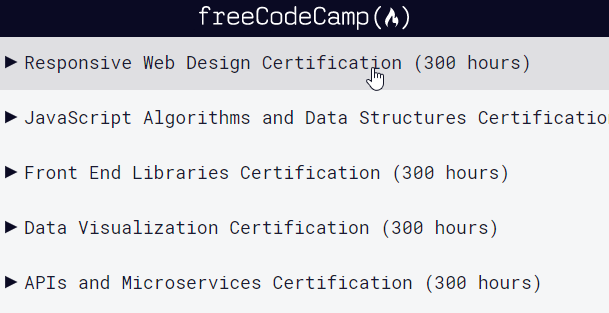 freeCodeCamp(🔥)
Responsive Web Design Certification (300 hours)
JavaScript Algorithms and Data Structures Certificatio
Front End Libraries Certification (300 hours)
Data Visualization Certification (300 hours)
APIs and Microservices Certification (300 hours)